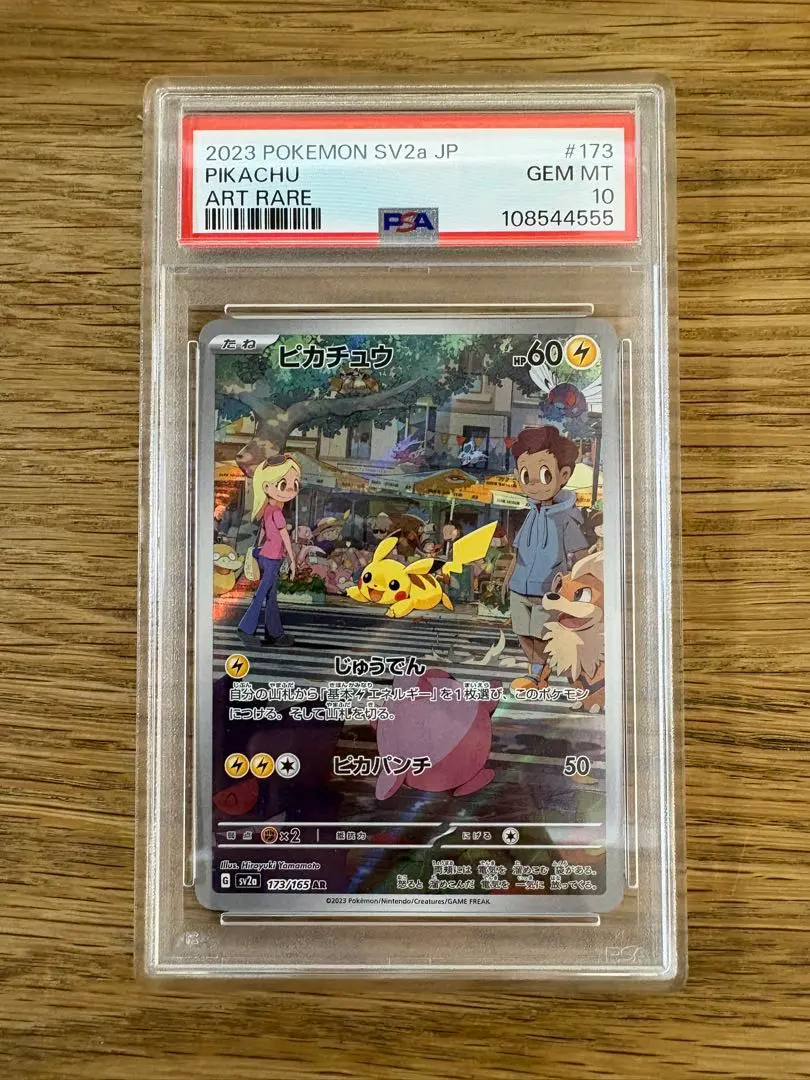 2023 POKEMON SV2a JP #173
PIKACHU GEM MT
ART RARE 10
PSA 108544555
たね ピカチュウ HP60
じゅうでん
自分の山札から「基本エネルギー」を1枚選び、このポケモン
につける。そして山札を切る。
ピカパンチ 50
弱点 ×2 抵抗力 にげる
Illus. Hiroyuki Yamamoto
両頬には 電気を 溜めこむ 袋がある。
怒ると 溜めこんだ 電気を 一気に 放ってくる。
G sv2a 173/165 AR
©2023 Pokémon/Nintendo/Creatures/GAME FREAK.
PSA